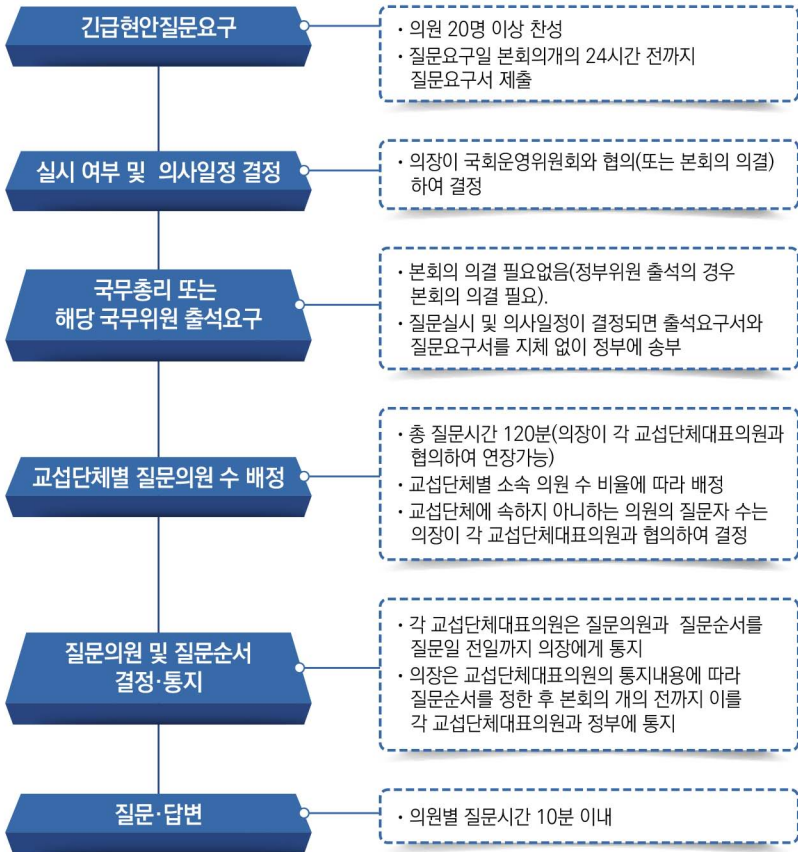 긴급현안질문요구
· 의원 20명 이상 찬성
· 질문요구일 본회의개의 24시간 전까지
질문요구서 제출
실시 여부 및 의사일정 결정
· 의장이 국회운영위원회와 협의(또는 본회의 의결)
하여 결정
국무총리 또는
해당 국무위원 출석요구
· 본회의 의결 필요없음(정부위원 출석의 경우
본회의 의결 필요).
· 질문실시 및 의사일정이 결정되면 출석요구서와
질문요구서를 지체 없이 정부에 송부
교섭단체별 질문의원 수 배정
· 총 질문시간 120분(의장이 각 교섭단체대표의원과
협의하여 연장가능)
· 교섭단체별 소속 의원 수 비율에 따라 배정
· 교섭단체에 속하지 아니하는 의원의 질문자 수는
의장이 각 교섭단체대표의원과 협의하여 결정
질문의원 및 질문순서
결정·통지
· 각 교섭단체대표의원은 질문의원과 질문순서를
질문일 전일까지 의장에게 통지
· 의장은 교섭단체대표의원의 통지내용에 따라
질문순서를 정한 후 본회의 개의 전까지 이를
각 교섭단체대표의원과 정부에 통지
질문·답변
· 의원별 질문시간 10분 이내